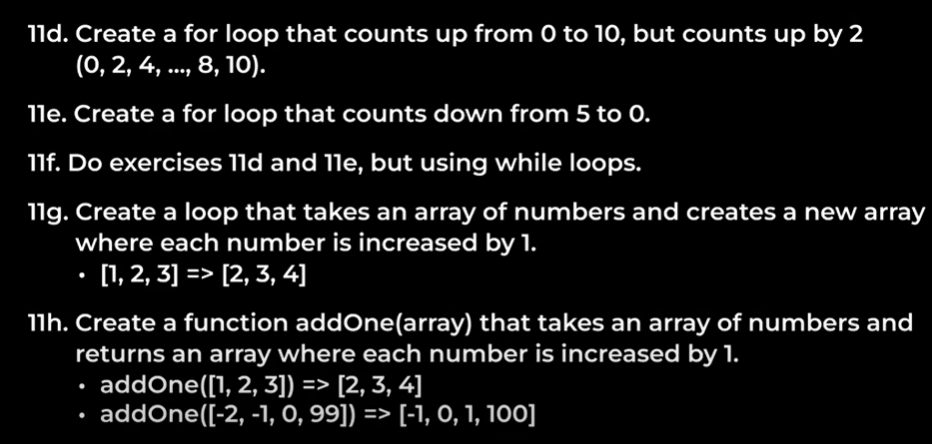 11d. Create a for loop that counts up from 0 to 10, but counts up by 2
(0, 2, 4, ..., 8, 10).
11e. Create a for loop that counts down from 5 to 0.
11f. Do exercises 11d and 11e, but using while loops.
11g. Create a loop that takes an array of numbers and creates a new array
where each number is increased by 1.
• [1, 2, 3] => [2, 3, 4]
11h. Create a function addOne(array) that takes an array of numbers and
returns an array where each number is increased by 1.
• addOne([1, 2, 3]) => [2, 3, 4]
• addOne([-2, -1, 0, 99]) => [-1, 0, 1, 100]